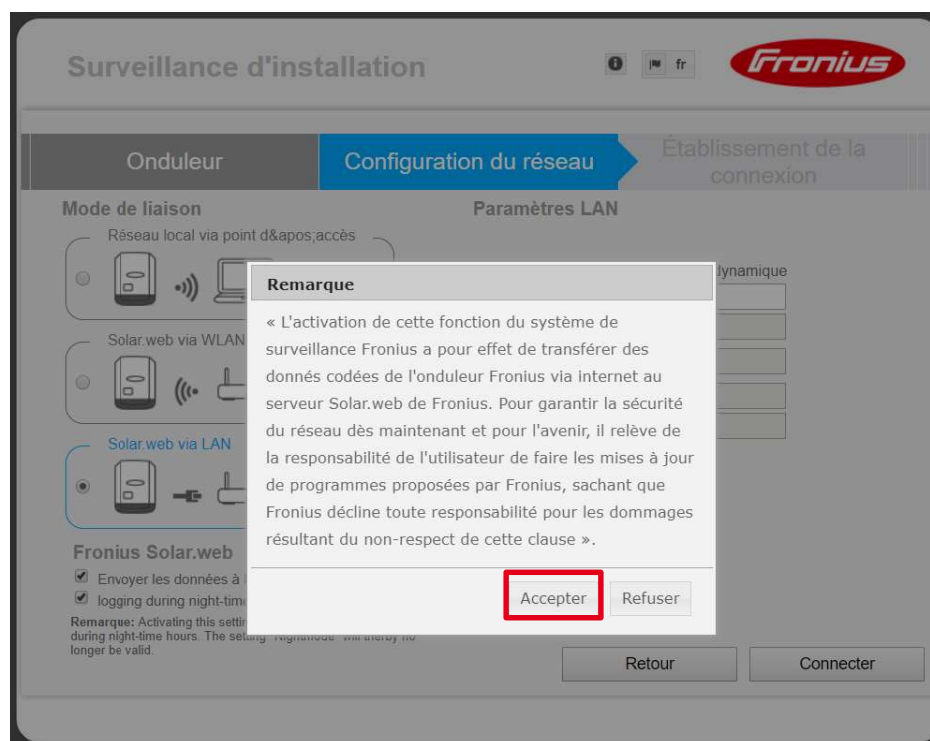 Surveillance d'installation
fr
Fronius
Onduleur
Configuration du réseau
Établissement de la
connexion
Mode de liaison
Paramètres LAN
Réseau local via point d&apos;accès
dynamique
Solar.web via WLAN
Solar.web via LAN
Remarque
« L'activation de cette fonction du système de
surveillance Fronius a pour effet de transférer des
donnés codées de l'onduleur Fronius via internet au
serveur Solar.web de Fronius. Pour garantir la sécurité
du réseau dès maintenant et pour l'avenir, il relève de
la responsabilité de l'utilisateur de faire les mises à jour
de programmes proposées par Fronius, sachant que
Fronius décline toute responsabilité pour les dommages
résultant du non-respect de cette clause ».
Accepter
Refuser
Fronius Solar.web
Envoyer les données à
logging during night-time
Remarque: Activating this settin
during night-time hours. The setting "Nightmode" will therby no
longer be valid.
Retour
Connecter